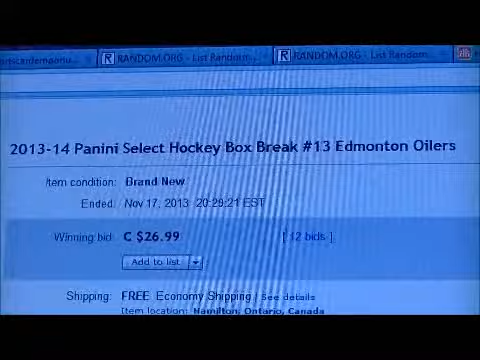 RANDOM.ORG - List Random... RANDOM.ORG - List Random...
2013-14 Panini Select Hockey Box Break #13 Edmonton Oilers
Item condition: Brand New
Ended: Nov 17, 2013 20:29:21 EST
Winning bid: C $26.99 [ 12 bids ]
Add to list
Shipping: FREE Economy Shipping | See details
Item location: Hamilton, Ontario, Canada